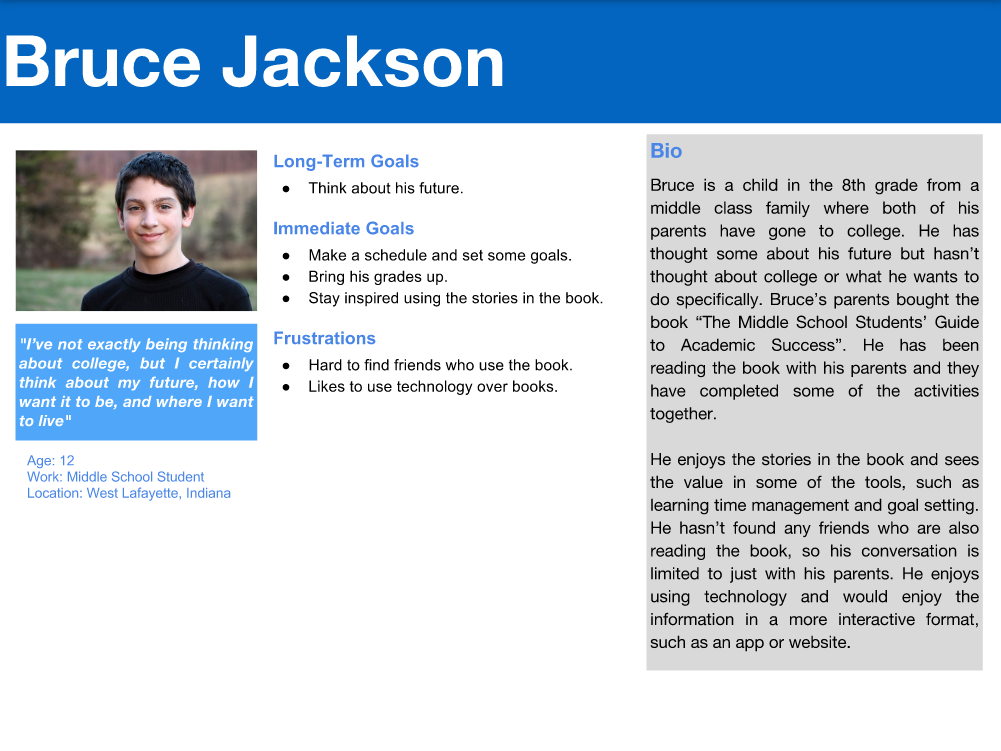 Bruce Jackson
"I've not exactly being thinking
about college, but I certainly
think about my future, how I
want it to be, and where I want
to live"
Age: 12
Work: Middle School Student
Location: West Lafayette, Indiana
Long-Term Goals
● Think about his future.
Immediate Goals
● Make a schedule and set some goals.
● Bring his grades up.
● Stay inspired using the stories in the book.
Frustrations
● Hard to find friends who use the book.
● Likes to use technology over books.
Bio
Bruce is a child in the 8th grade from a
middle class family where both of his
parents have gone to college. He has
thought some about his future but hasn't
thought about college or what he wants to
do specifically. Bruce's parents bought the
book “The Middle School Students’ Guide
to Academic Success”. He has been
reading the book with his parents and they
have completed some of the activities
together.
He enjoys the stories in the book and sees
the value in some of the tools, such as
learning time management and goal setting.
He hasn't found any friends who are also
reading the book, so his conversation is
limited to just with his parents. He enjoys
using technology and would enjoy the
information in a more interactive format,
such as an app or website.